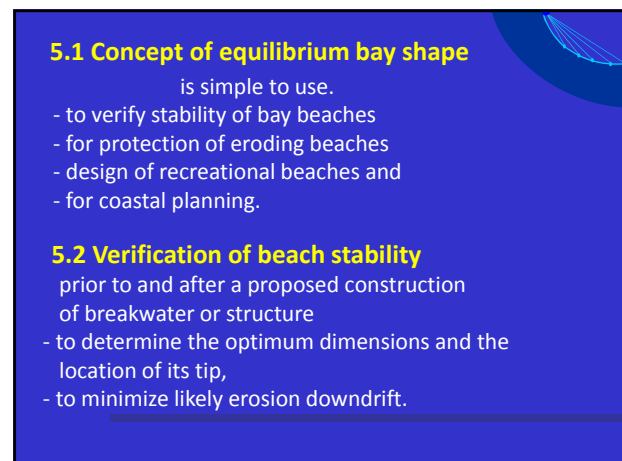 5.1 Concept of equilibrium bay shape
is simple to use.
- to verify stability of bay beaches
- for protection of eroding beaches
- design of recreational beaches and
- for coastal planning.
5.2 Verification of beach stability
prior to and after a proposed construction
of breakwater or structure
- to determine the optimum dimensions and the
location of its tip,
- to minimize likely erosion downdrift.